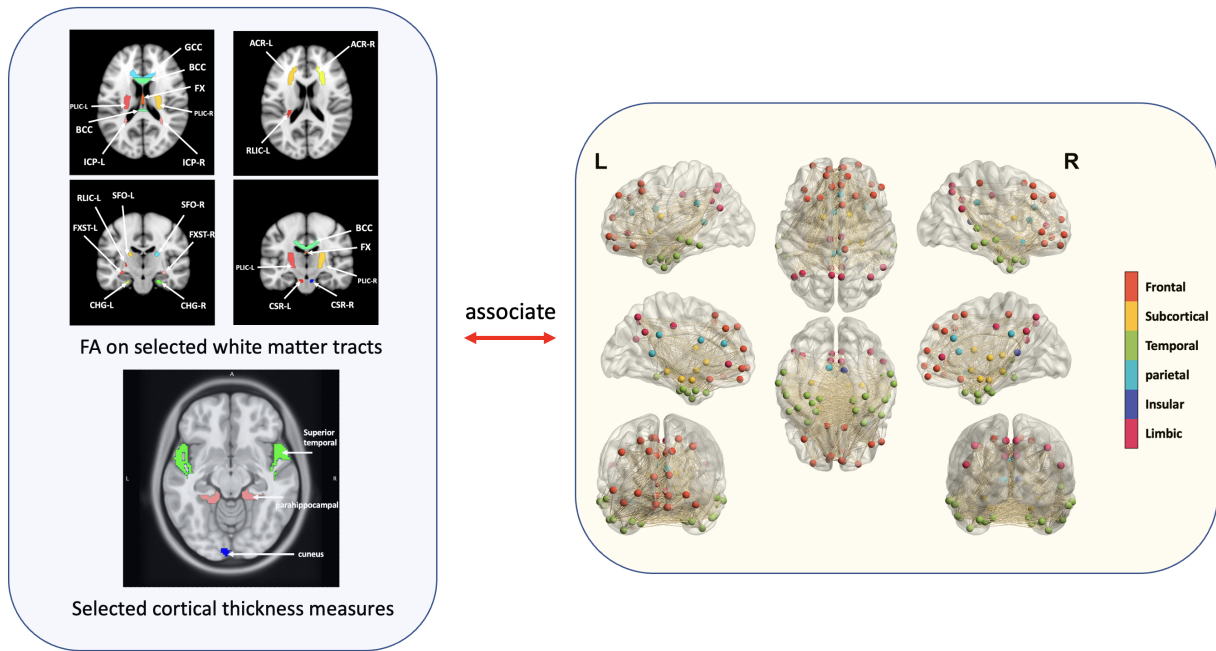 GCC
BCC
FX
PLIC-L
PLIC-R
BCC
ICP-L
ICP-R
ACR-L
ACR-R
RLIC-L
RLIC-L
SFO-L
SFO-R
FXST-L
FXST-R
CHG-L
CHG-R
BCC
FX
PLIC-L
PLIC-R
CSR-L
CSR-R
FA on selected white matter tracts
A
Superior
temporal
L
R
parahippocampal
cuneus
Selected cortical thickness measures
associate
L
R
Frontal
Subcortical
Temporal
parietal
Insular
Limbic